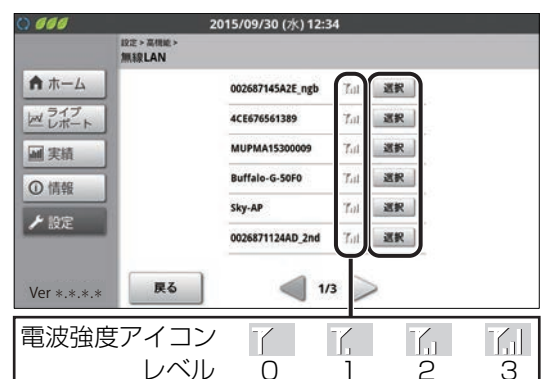 2015/09/30 (水) 12:34
設定 > 高機能 >
無線LAN
ホーム
ライブ
レポート
実績
情報
設定
Ver *.*.*.*
002687145A2E_ngb 選択
4CE676561389 選択
MUPMA15300009 選択
Buffalo-G-50F0 選択
Sky-AP 選択
0026871124AD_2nd 選択
戻る
1/3
電波強度アイコン
レベル 0 1 2 3